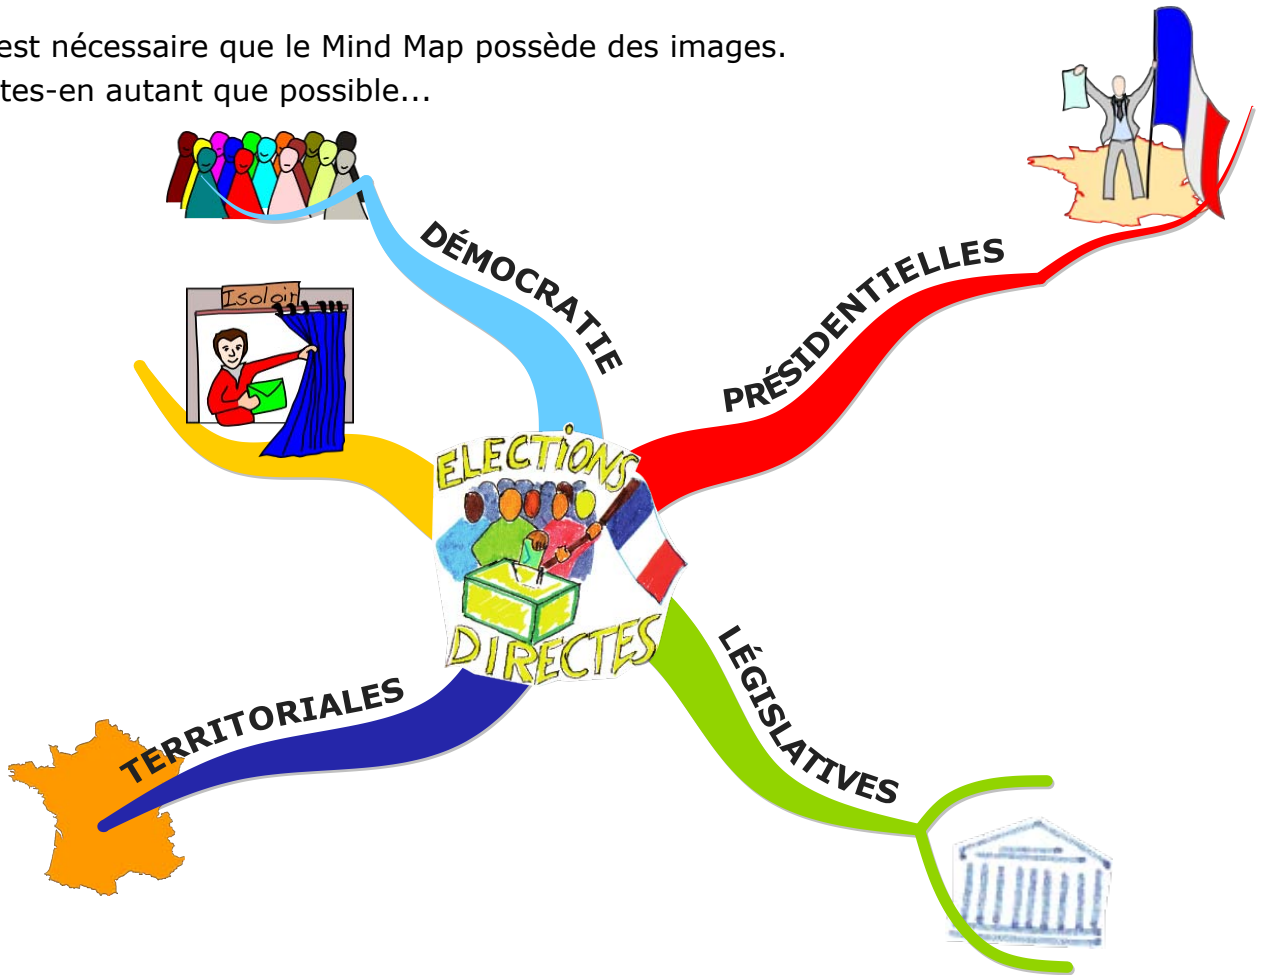 est nécessaire que le Mind Map possède des images.
tes-en autant que possible...
DÉMOCRATIE
PRÉSIDENTIELLES
Isoloir
ELECTIONS
DIRECTES
LÉGISLATIVES
TERRITORIALES